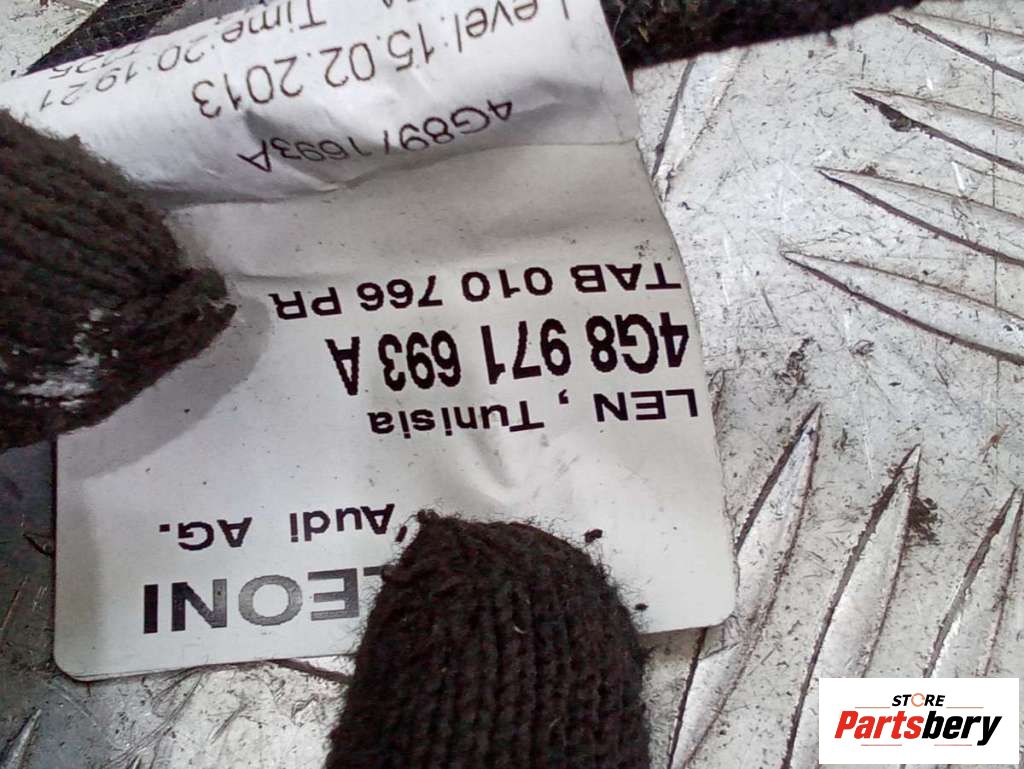 LEONI
Audi AG.
LEN , Tunisia
4G8 971 693 A
TAB 010 766 PR
4G8971693A
Level:15.02.2013
STORE
Partsbery